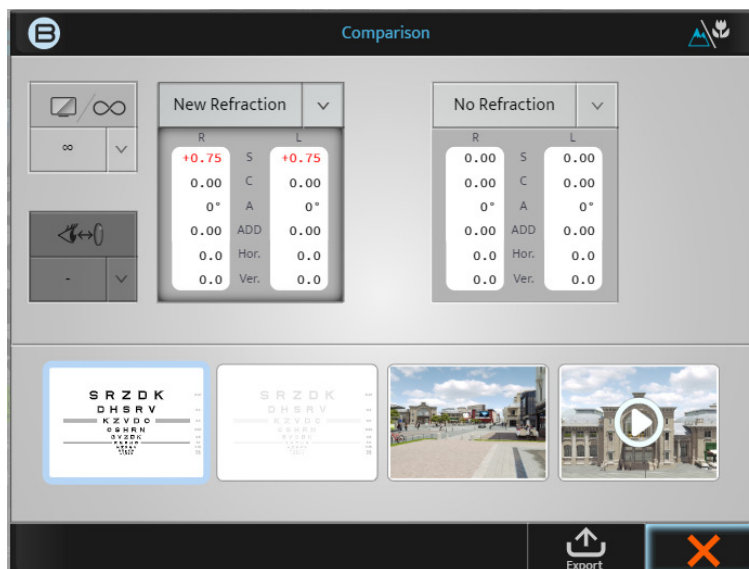 B
Comparison
∞
∞
New Refraction
R L
+0.75 S +0.75
0.00 C 0.00
0° A 0°
0.00 ADD 0.00
0.0 Hor. 0.0
0.0 Ver. 0.0
-
No Refraction
R L
0.00 S 0.00
0.00 C 0.00
0° A 0°
0.00 ADD 0.00
0.0 Hor. 0.0
0.0 Ver. 0.0
S R Z D K
D H S R V
K Z V D C
S R Z D K
D H S R V
K Z V D C
Export